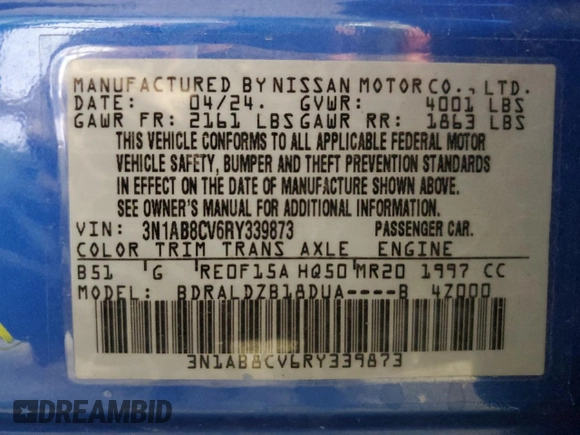 MANUFACTURED BY NISSAN MOTOR CO., LTD.
DATE: 04/24. GVWR: 4001 LBS
GAWR FR: 2161 LBS GAWR RR: 1863 LBS
THIS VEHICLE CONFORMS TO ALL APPLICABLE FEDERAL MOTOR
VEHICLE SAFETY, BUMPER AND THEFT PREVENTION STANDARDS
IN EFFECT ON THE DATE OF MANUFACTURE SHOWN ABOVE.
SEE OWNER'S MANUAL FOR ADDITIONAL INFORMATION.
VIN: 3N1AB8CV6RY339873 PASSENGER CAR.
COLOR TRIM TRANS AXLE ENGINE
B51 G RE0F15A HQ50 MR20 1997 CC
MODEL: BDRALDZB18DUA----B 4Z000
3N1AB8CV6RY339873
DREAMBID